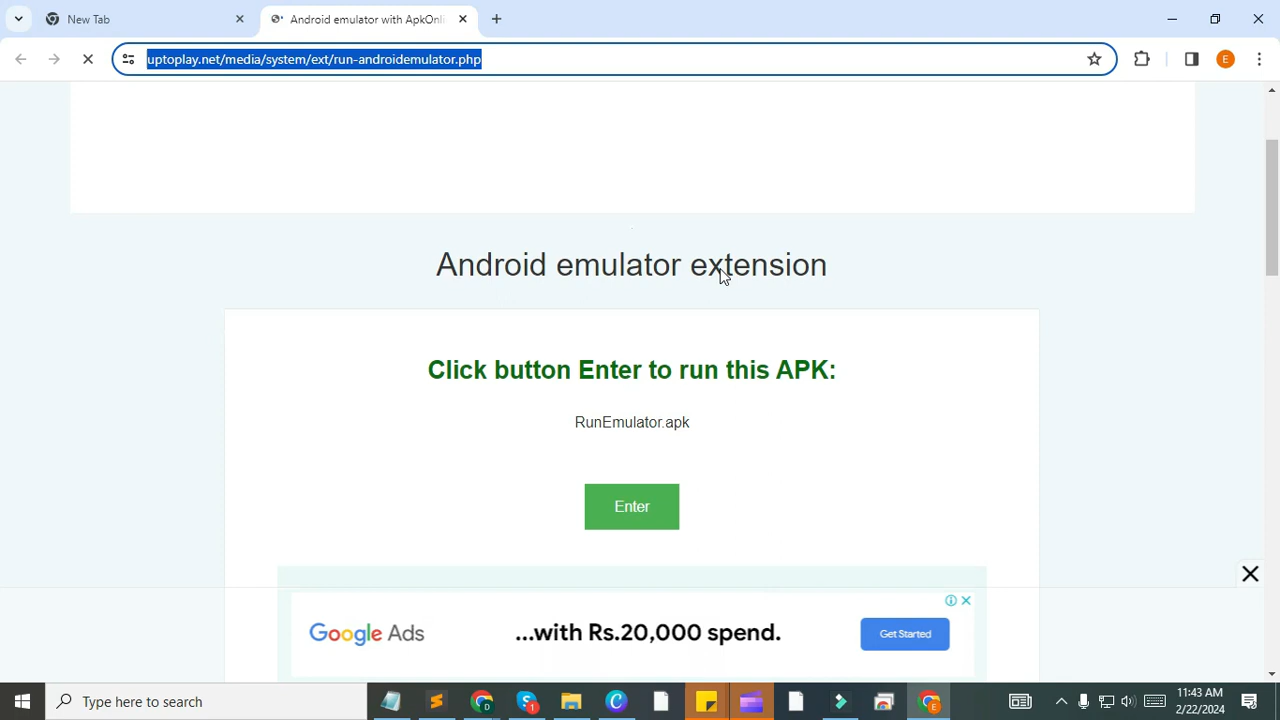 New Tab
Android emulator with ApkOnli
uptoplay.net/media/system/ext/run-androidemulator.php
E
Android emulator extension
Click button Enter to run this APK:
RunEmulator.apk
Enter
Google Ads
...with Rs.20,000 spend.
Get Started
Type here to search
D
S
1
C
E
11:43 AM
2/22/2024